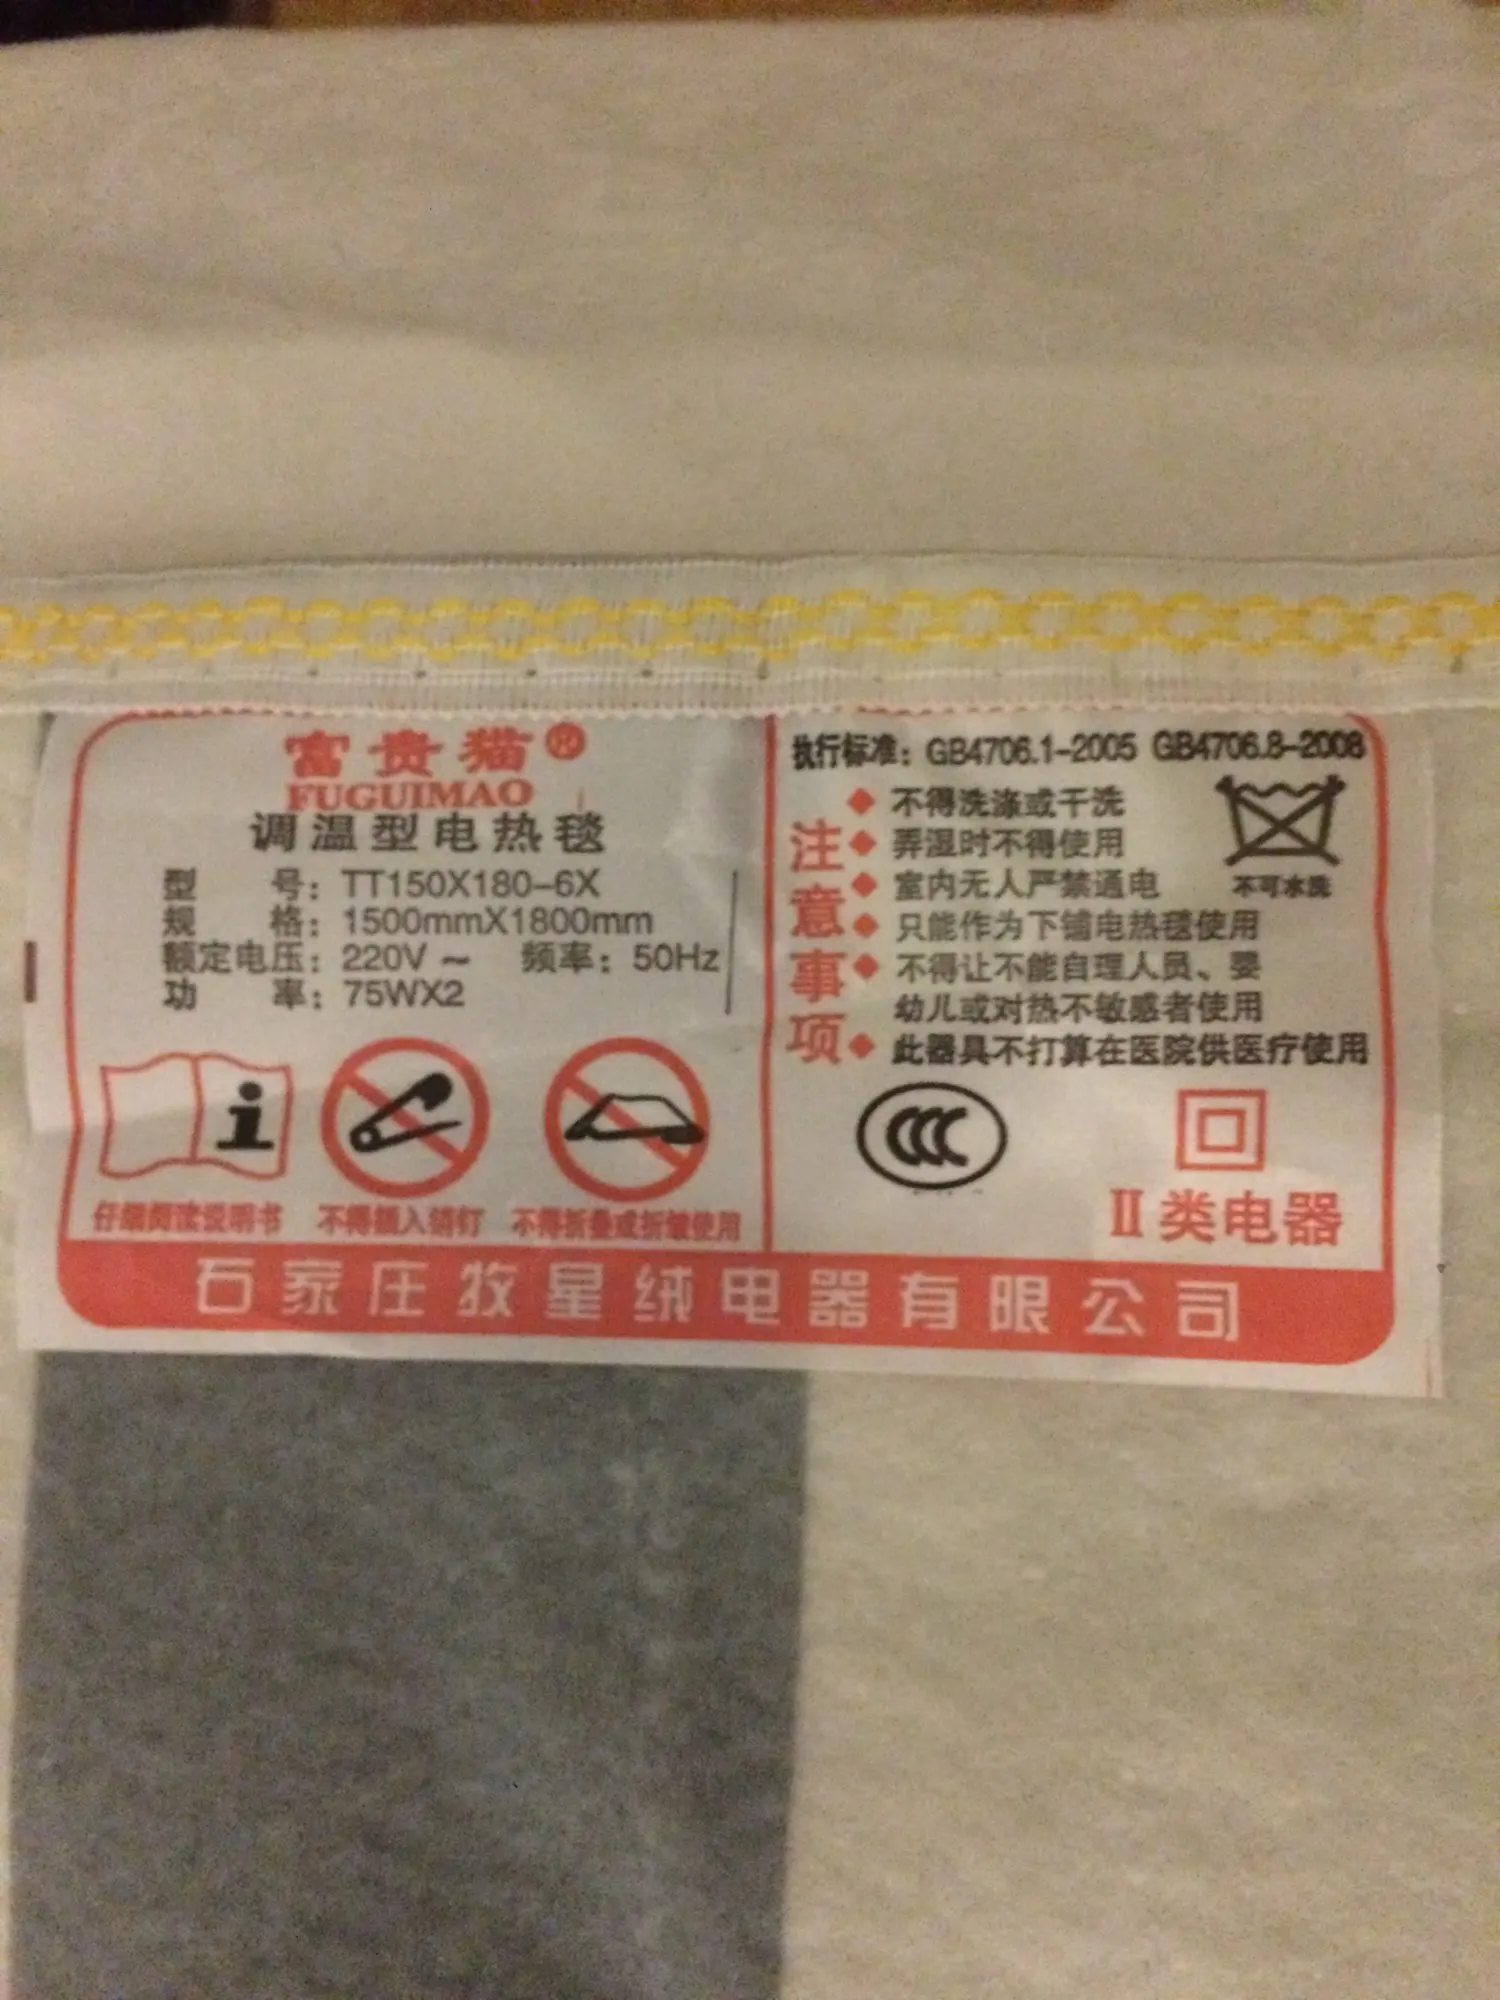 富贵猫®
FUGUIMAO
调温型电热毯
型 号：TT150X180-6X
规 格：1500mmX1800mm
额定电压：220V～ 频率：50Hz
功 率：75WX2
仔细阅读说明书
不得插入销钉
不得折叠或折皱使用
执行标准：GB4706.1-2005 GB4706.8-2008
注意事项
◆ 不得洗涤或干洗
◆ 弄湿时不得使用
◆ 室内无人严禁通电
◆ 只能作为下铺电热毯使用
◆ 不得让不能自理人员、婴
幼儿或对热不敏感者使用
◆ 此器具不打算在医院供医疗使用
不可水洗
CCC
II类电器
石家庄牧星绒电器有限公司